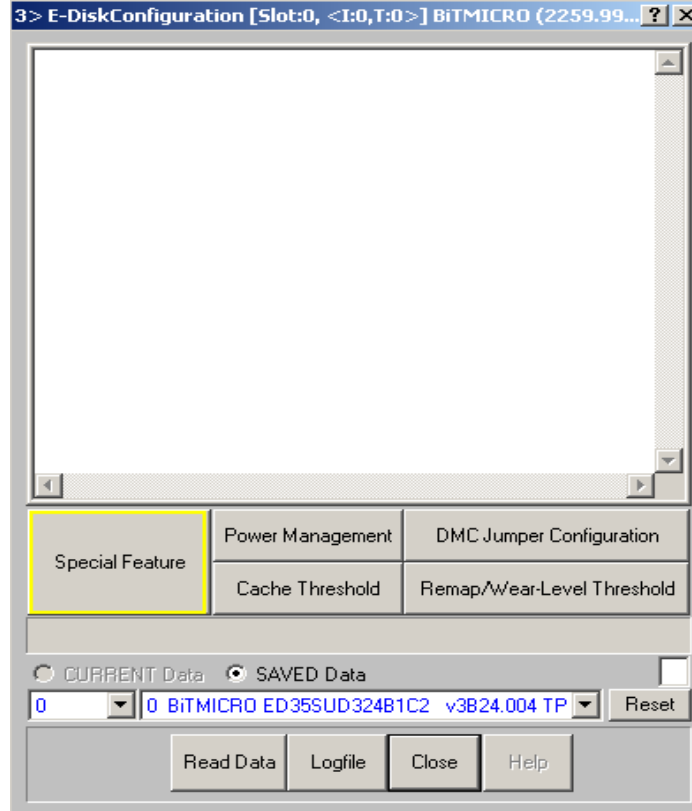 3> E-DiskConfiguration [Slot:0, <I:0,T:0>] BiTMICRO (2259.99...
Special Feature
Power Management
DMC Jumper Configuration
Cache Threshold
Remap/Wear-Level Threshold
CURRENT Data SAVED Data
0 0 BiTMICRO ED35SUD324B1C2 v3B24.004 TP Reset
Read Data Logfile Close Help